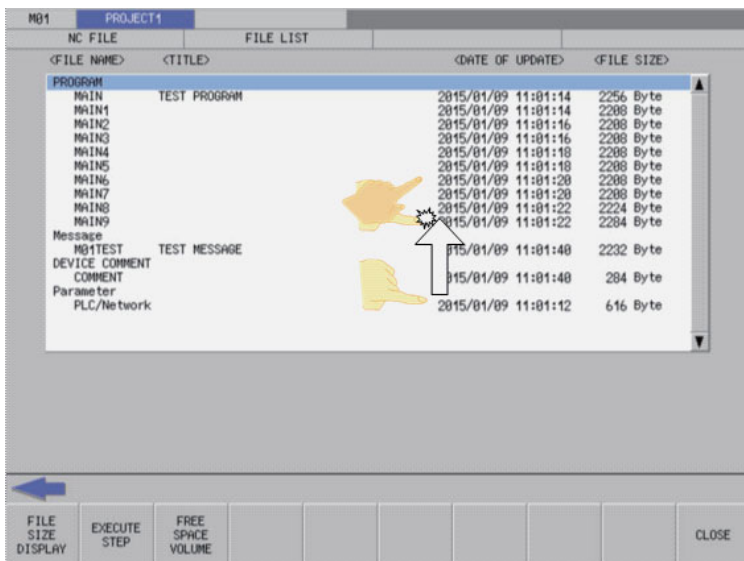 M01 PROJECT1
NC FILE FILE LIST
<FILE NAME> <TITLE> <DATE OF UPDATE> <FILE SIZE>
PROGRAM
MAIN TEST PROGRAM 2015/01/09 11:01:14 2256 Byte
MAIN1 2015/01/09 11:01:14 2208 Byte
MAIN2 2015/01/09 11:01:16 2208 Byte
MAIN3 2015/01/09 11:01:16 2208 Byte
MAIN4 2015/01/09 11:01:18 2208 Byte
MAIN5 2015/01/09 11:01:18 2208 Byte
MAIN6 2015/01/09 11:01:20 2208 Byte
MAIN7 2015/01/09 11:01:20 2208 Byte
MAIN8 2015/01/09 11:01:22 2224 Byte
MAIN9 2015/01/09 11:01:22 2284 Byte
Message
M01TEST TEST MESSAGE 11:01:40 2232 Byte
DEVICE COMMENT
COMMENT 11:01:40 284 Byte
Parameter
PLC/Network 2015/01/09 11:01:12 616 Byte
FILE SIZE DISPLAY
EXECUTE STEP
FREE SPACE VOLUME
CLOSE